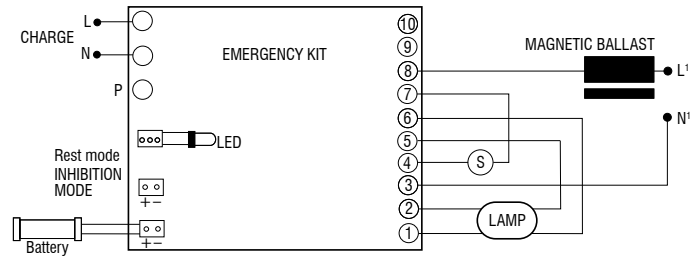 L
CHARGE
N
P
EMERGENCY KIT
LED
Rest mode
INHIBITION
MODE
+ -
+ -
Battery
10
9
8
7
6
5
4
3
2
1
S
LAMP
MAGNETIC BALLAST
L¹
N¹